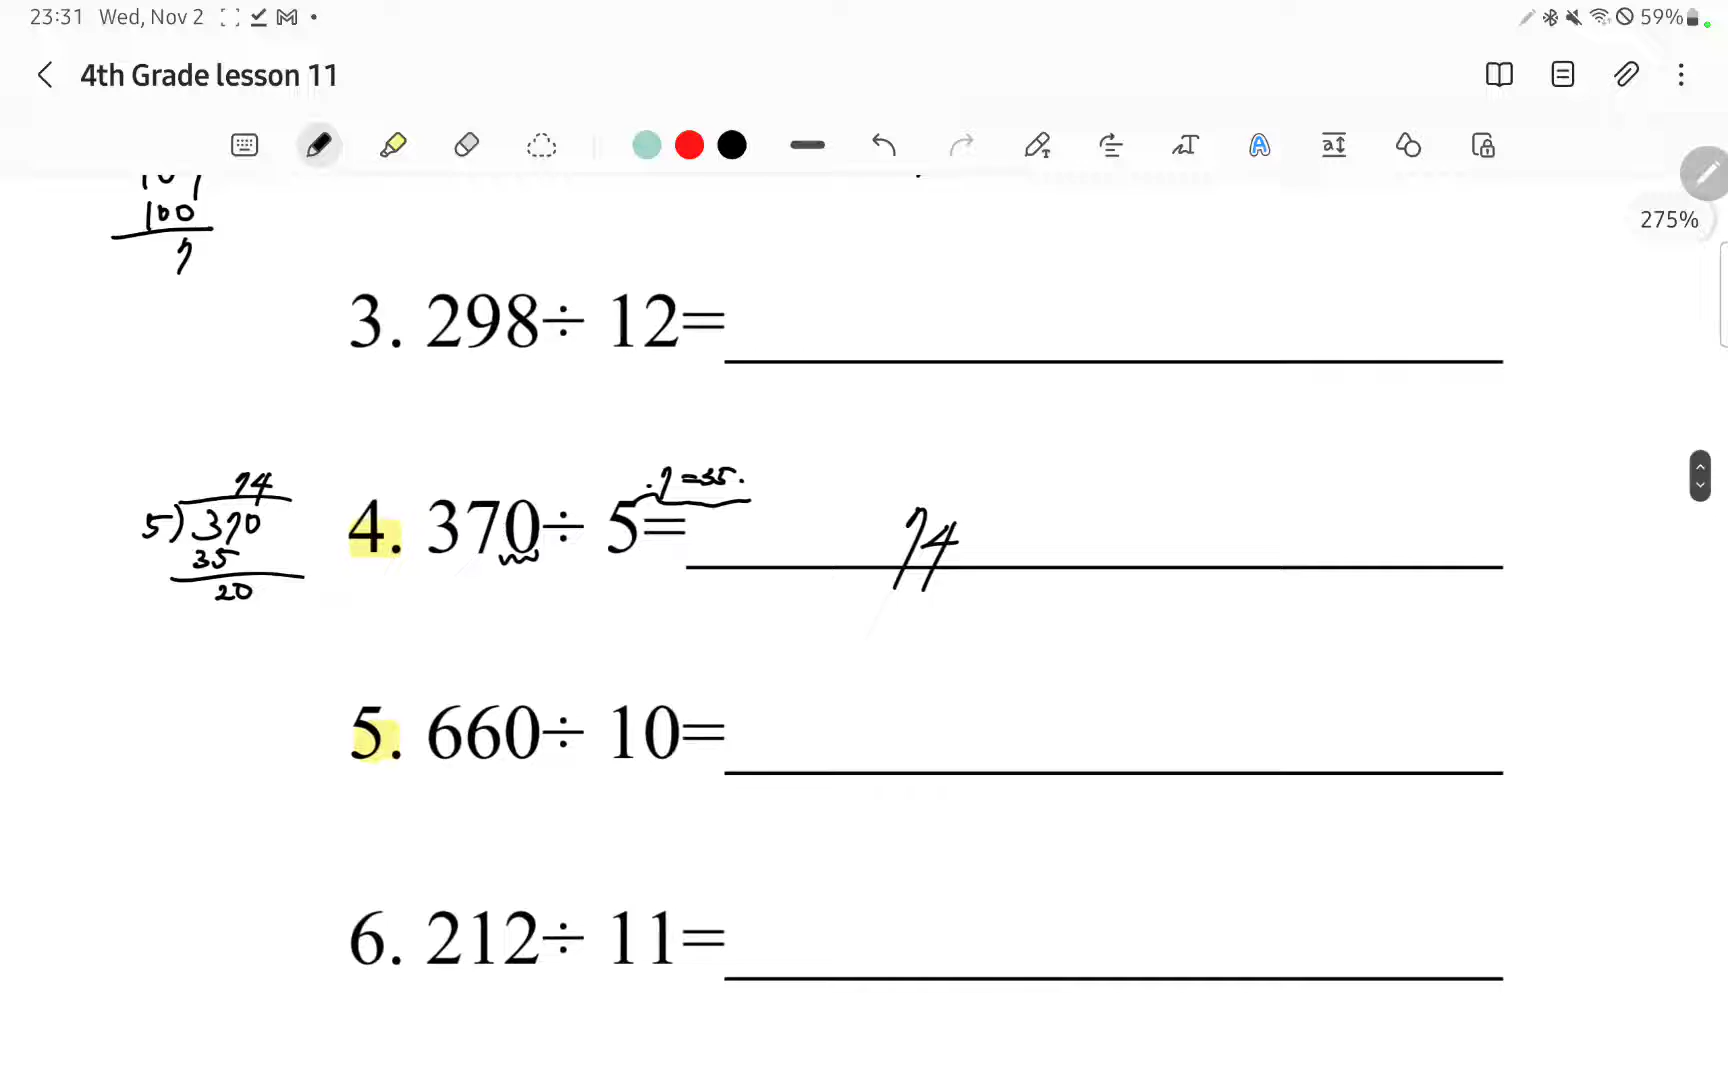 23:31 Wed, Nov 2
59%
4th Grade lesson 11
275%
100
7
3. 298÷ 12=
74
5)370
35
20
.7=35.
4. 370÷ 5= 74
5. 660÷ 10=
6. 212÷ 11=